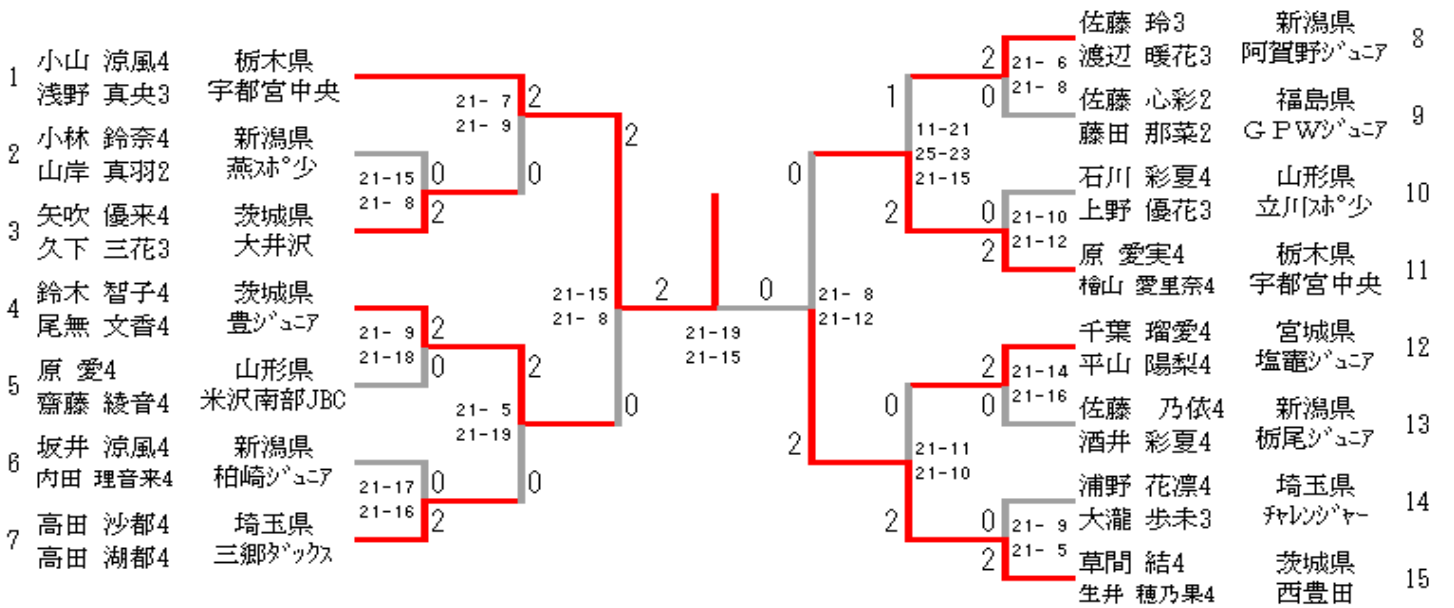 1 小山 涼風4 栃木県
浅野 真央3 宇都宮中央
2 小林 鈴奈4 新潟県
山岸 真羽2 燕スポ少
3 矢吹 優来4 茨城県
久下 三花3 大井沢
4 鈴木 智子4 茨城県
尾無 文香4 豊ジュニア
5 原 愛4 山形県
齋藤 綾音4 米沢南部JBC
6 坂井 涼風4 新潟県
内田 理音来4 柏崎ジュニア
7 高田 沙都4 埼玉県
高田 湖都4 三郷ダックス
21- 7 2
21- 9 0
21-15 0
21- 8 2
21- 9 2
21-18 0
21- 5 2
21-19 0
21-17 0
21-16 2
2
21-15
21- 8
0
2 0
21-19
21-15
0
21- 8
21-12
2
1
11-21
25-23
21-15
2
2 21- 6
0 21- 8
0 21-10
2 21-12
0
21-11
21-10
2
2 21-14
0 21-16
0 21- 9
2 21- 5
佐藤 玲3 新潟県 8
渡辺 暖花3 阿賀野ジュニア
佐藤 心彩2 福島県 9
藤田 那菜2 GPWジュニア
石川 彩夏4 山形県 10
上野 優花3 立川スポ少
原 愛実4 栃木県 11
檜山 愛里奈4 宇都宮中央
千葉 瑠愛4 宮城県 12
平山 陽梨4 塩竈ジュニア
佐藤 乃依4 新潟県 13
酒井 彩夏4 栃尾ジュニア
浦野 花凛4 埼玉県 14
大瀧 歩未3 チャレンジャー
草間 結4 茨城県 15
生井 穂乃果4 西豊田